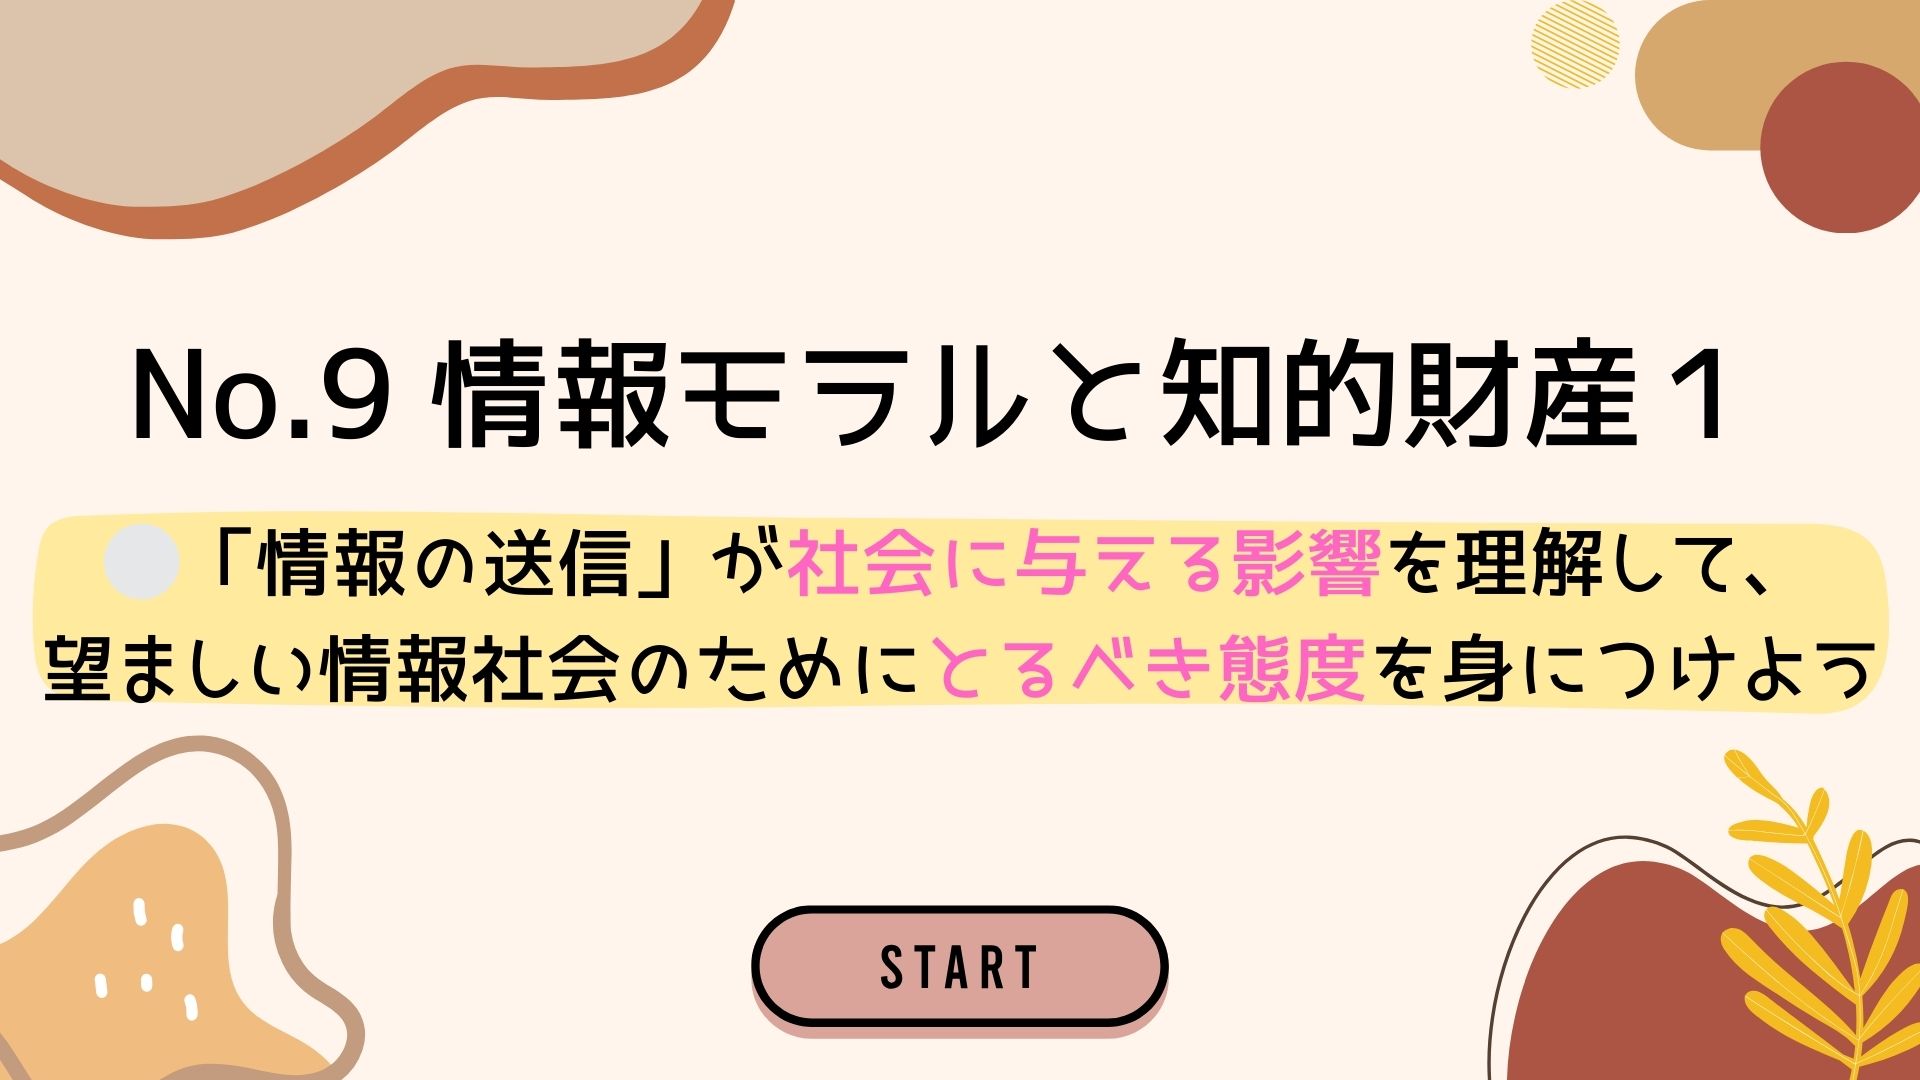 No.9 情報モラルと知的財産１
「情報の送信」が社会に与える影響を理解して、
望ましい情報社会のためにとるべき態度を身につけよう
START